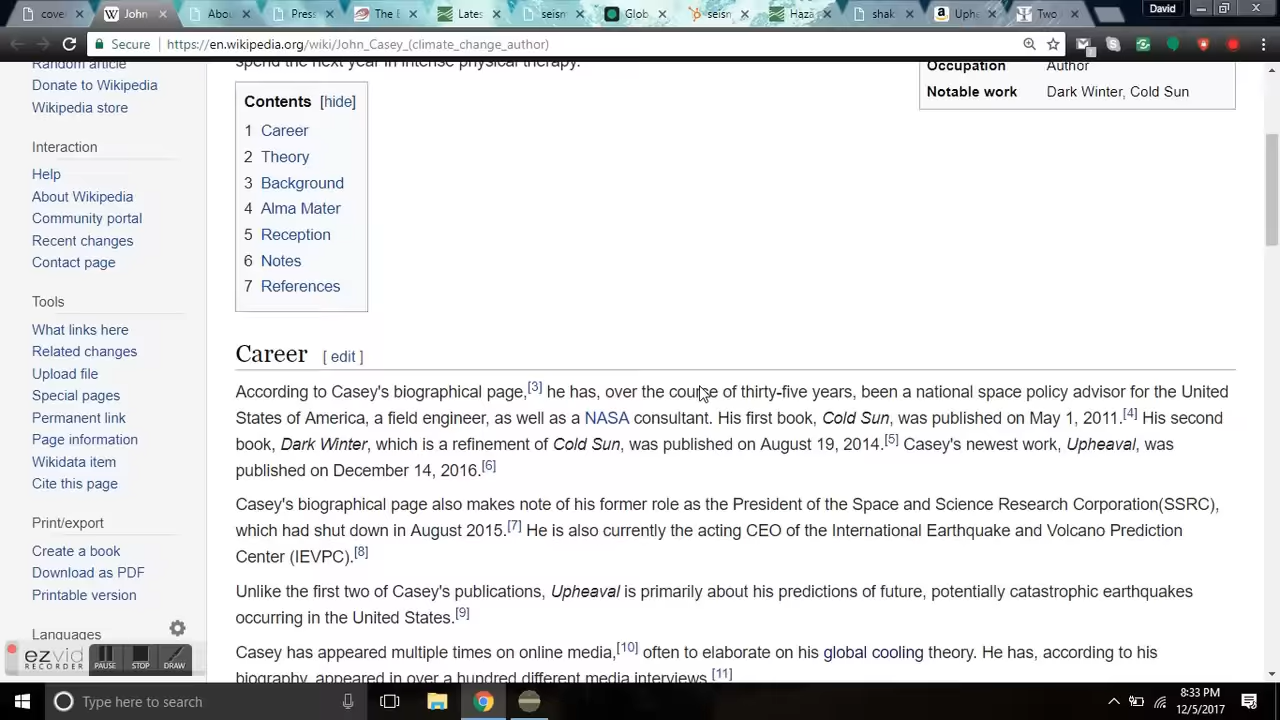 cove
John
Abou
Press
The E
Lates
seism
Glob
seism
Haza
shak
Uph
Two
David
Secure
https://en.wikipedia.org/wiki/John_Casey_(climate_change_author)
1
Random article
Donate to Wikipedia
Wikipedia store
Interaction
Help
About Wikipedia
Community portal
Recent changes
Contact page
Tools
What links here
Related changes
Upload file
Special pages
Permanent link
Page information
Wikidata item
Cite this page
Print/export
Create a book
Download as PDF
Printable version
Languages
spend the next year in intense physical therapy.
Occupation Author
Notable work Dark Winter, Cold Sun
Contents [hide]
1 Career
2 Theory
3 Background
4 Alma Mater
5 Reception
6 Notes
7 References
Career [ edit ]
According to Casey's biographical page,[3] he has, over the course of thirty-five years, been a national space policy advisor for the United
States of America, a field engineer, as well as a NASA consultant. His first book, Cold Sun, was published on May 1, 2011.[4] His second
book, Dark Winter, which is a refinement of Cold Sun, was published on August 19, 2014.[5] Casey's newest work, Upheaval, was
published on December 14, 2016.[6]
Casey's biographical page also makes note of his former role as the President of the Space and Science Research Corporation(SSRC),
which had shut down in August 2015.[7] He is also currently the acting CEO of the International Earthquake and Volcano Prediction
Center (IEVPC).[8]
Unlike the first two of Casey's publications, Upheaval is primarily about his predictions of future, potentially catastrophic earthquakes
occurring in the United States.[9]
Casey has appeared multiple times on online media,[10] often to elaborate on his global cooling theory. He has, according to his
biography, appeared in over a hundred different media interviews.[11]
ezvid
RECORDER
PAUSE
STOP
DRAW
Type here to search
8:33 PM
12/5/2017